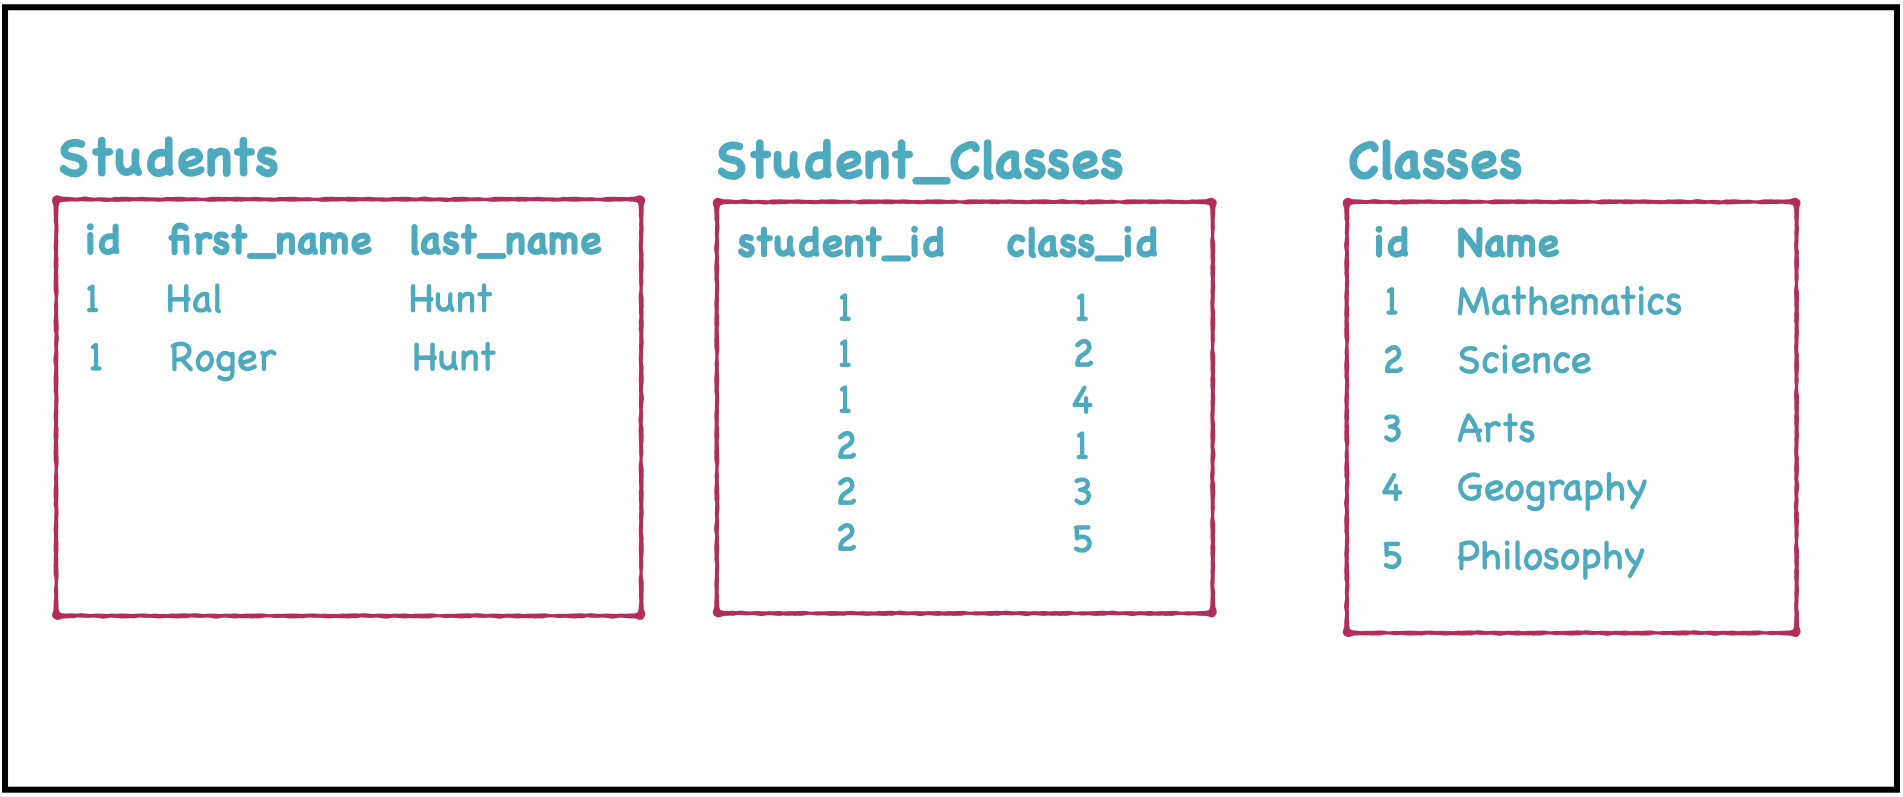 Students
id first_name last_name
1 Hal Hunt
1 Roger Hunt
Student_Classes
student_id class_id
1 1
1 2
1 4
2 1
2 3
2 5
Classes
id Name
1 Mathematics
2 Science
3 Arts
4 Geography
5 Philosophy